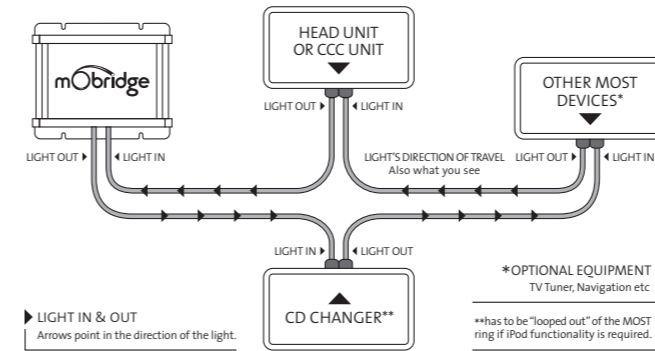 mObridge
HEAD UNIT
OR CCC UNIT
OTHER MOST
DEVICES*
LIGHT OUT
LIGHT IN
LIGHT OUT
LIGHT IN
LIGHT'S DIRECTION OF TRAVEL
Also what you see
LIGHT OUT
LIGHT IN
LIGHT IN
LIGHT OUT
CD CHANGER**
*OPTIONAL EQUIPMENT
TV Tuner, Navigation etc
LIGHT IN & OUT
Arrows point in the direction of the light.
**has to be "looped out" of the MOST
ring if iPod functionality is required.